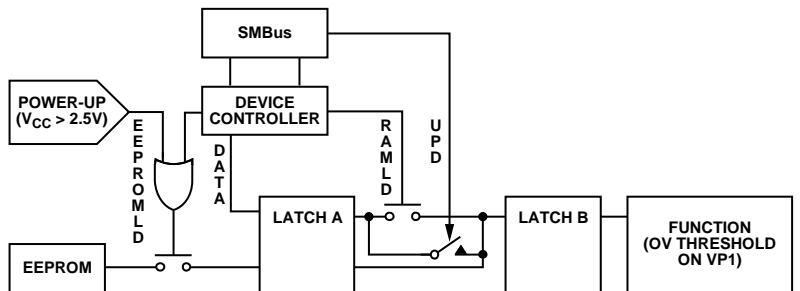 SMBus
POWER-UP
(VCC > 2.5V)
EEPROMLD
DEVICE
CONTROLLER
DATA
RAMLD
UPD
LATCH A
LATCH B
FUNCTION
(OV THRESHOLD
ON VP1)
EEPROM